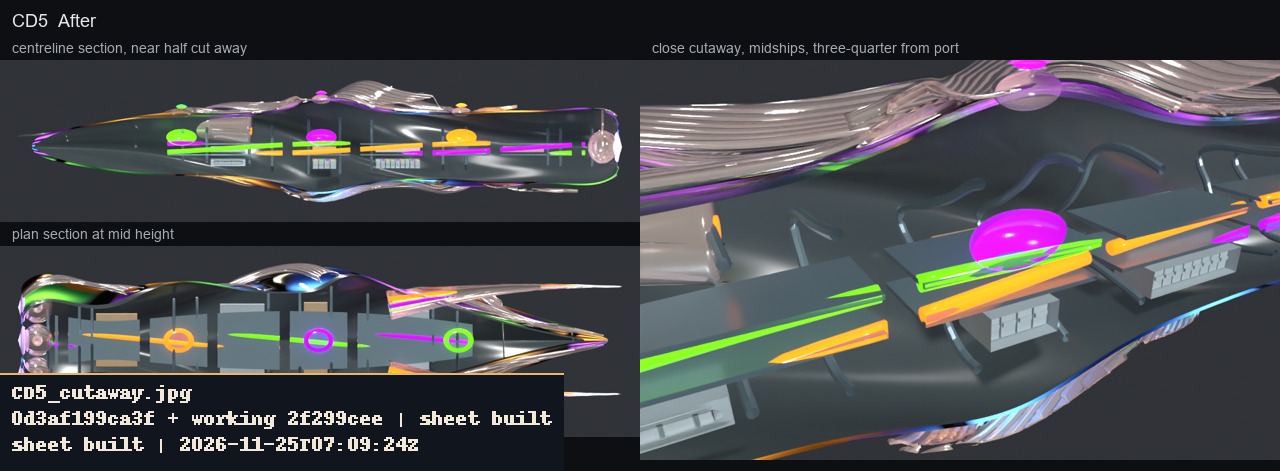 CD5 After
centreline section, near half cut away
close cutaway, midships, three-quarter from port
plan section at mid height
CD5_cutaway.jpg
0d3af199ca3f + working 2f299cee | sheet built
sheet built | 2026-11-25T07:09:24Z